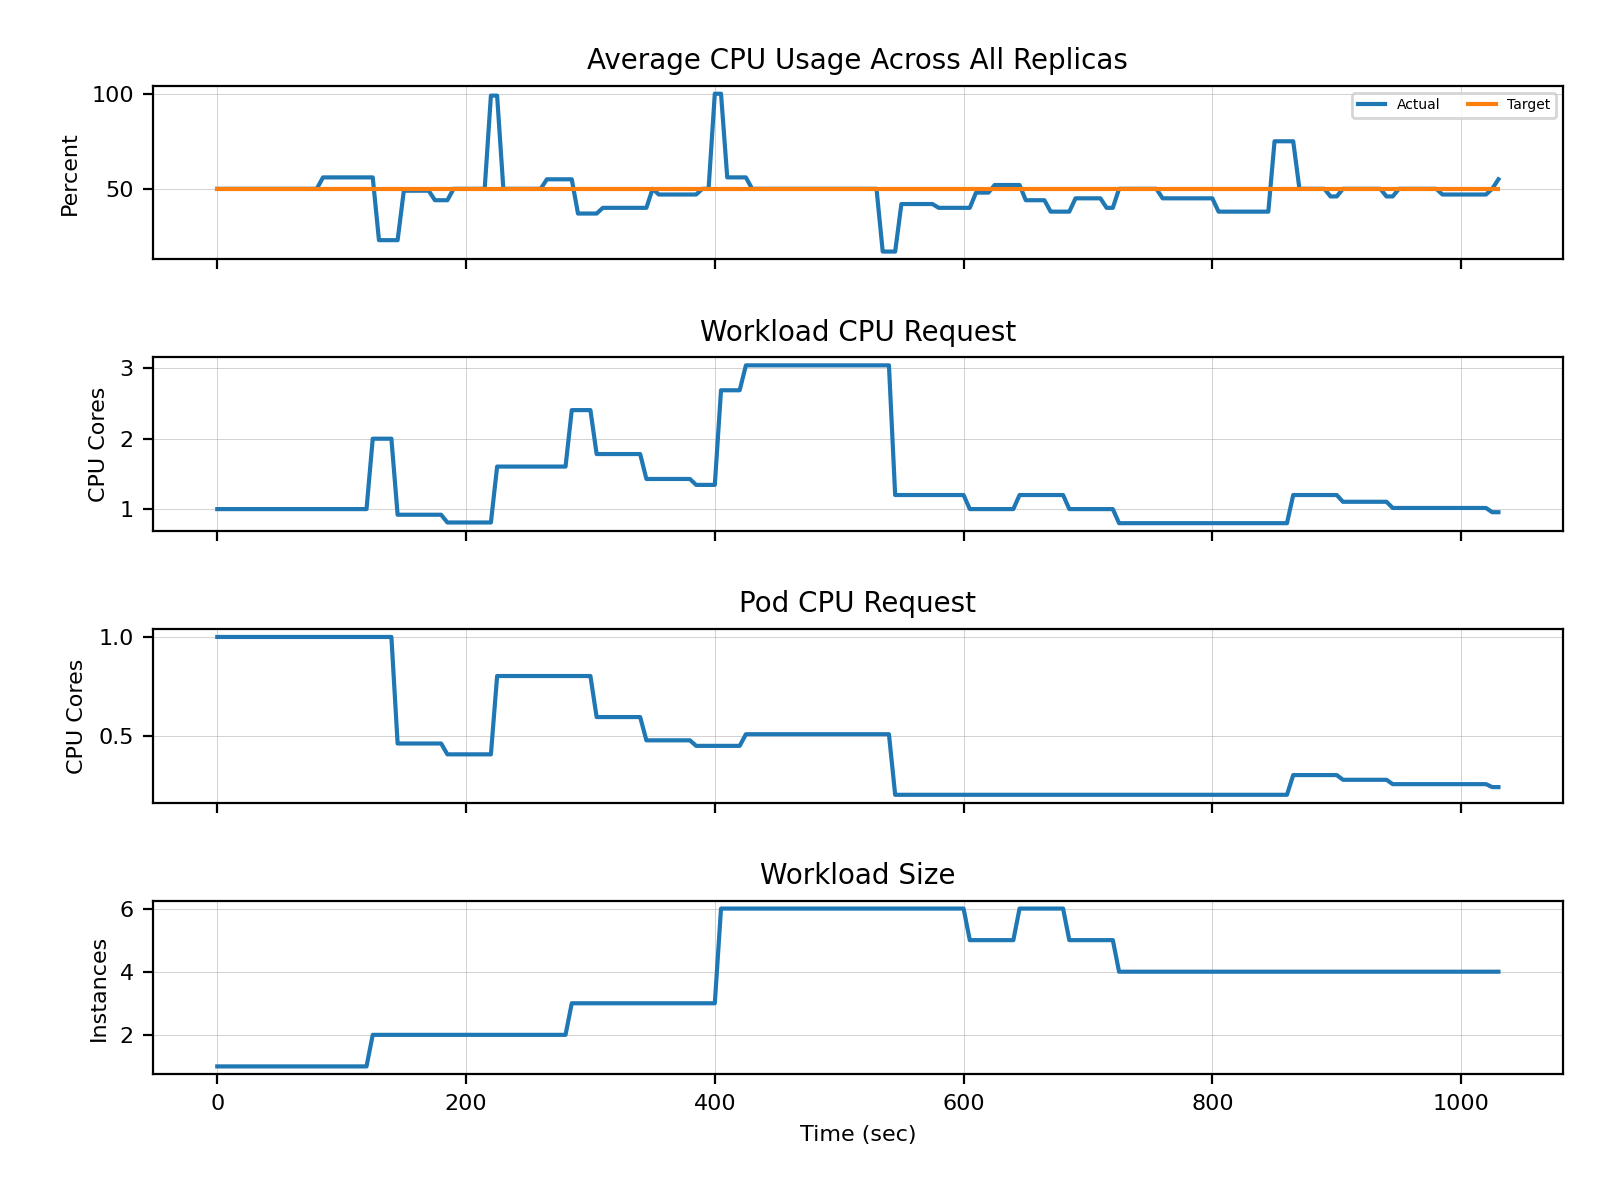 Average CPU Usage Across All Replicas
100
50
Percent
Actual Target
Workload CPU Request
3
2
1
CPU Cores
Pod CPU Request
1.0
0.5
CPU Cores
Workload Size
6
4
2
Instances
0 200 400 600 800 1000
Time (sec)